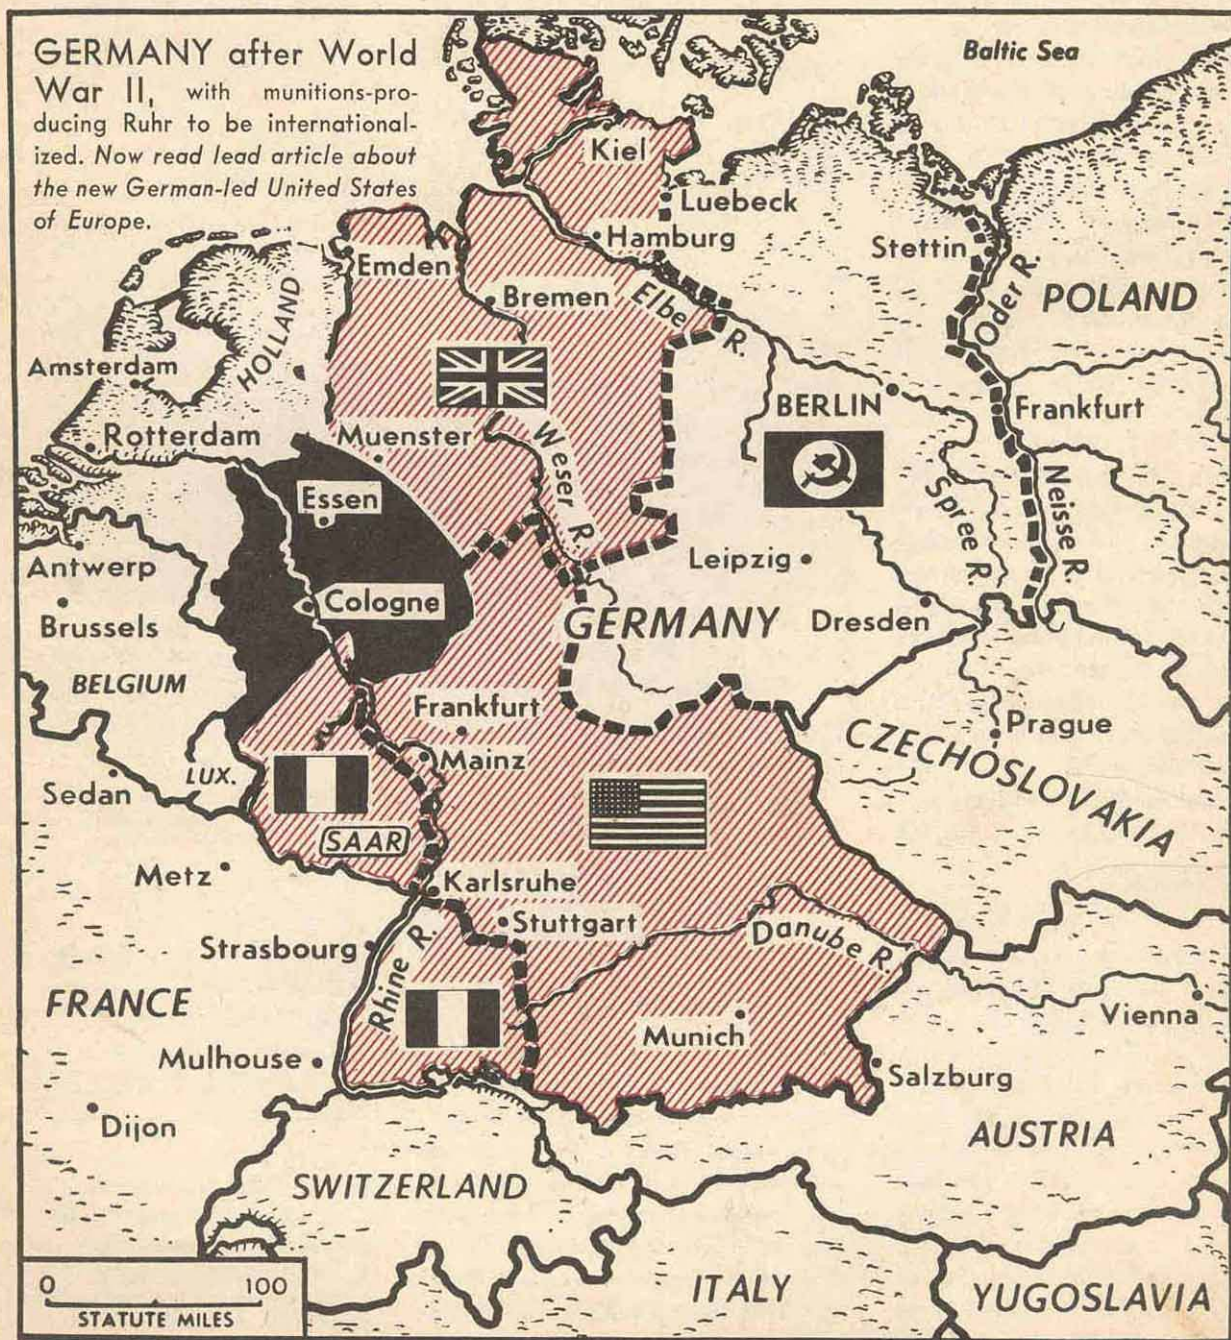 GERMANY after World
War II, with munitions-pro-
ducing Ruhr to be international-
ized. Now read lead article about
the new German-led United States
of Europe.
Baltic Sea
Kiel
Luebeck
Hamburg
Stettin
Emden
Bremen
Elbe R.
Oder R.
POLAND
HOLLAND
Amsterdam
BERLIN
Frankfurt
Rotterdam
Muenster
Weser R.
Essen
Spree R.
Neisse R.
Antwerp
Leipzig
Cologne
Brussels
GERMANY
Dresden
BELGIUM
Frankfurt
Prague
Mainz
CZECHOSLOVAKIA
LUX.
Sedan
SAAR
Metz
Karlsruhe
Stuttgart
Strasbourg
Rhine R.
Danube R.
FRANCE
Vienna
Munich
Mulhouse
Salzburg
Dijon
AUSTRIA
SWITZERLAND
0 100
STATUTE MILES
ITALY
YUGOSLAVIA